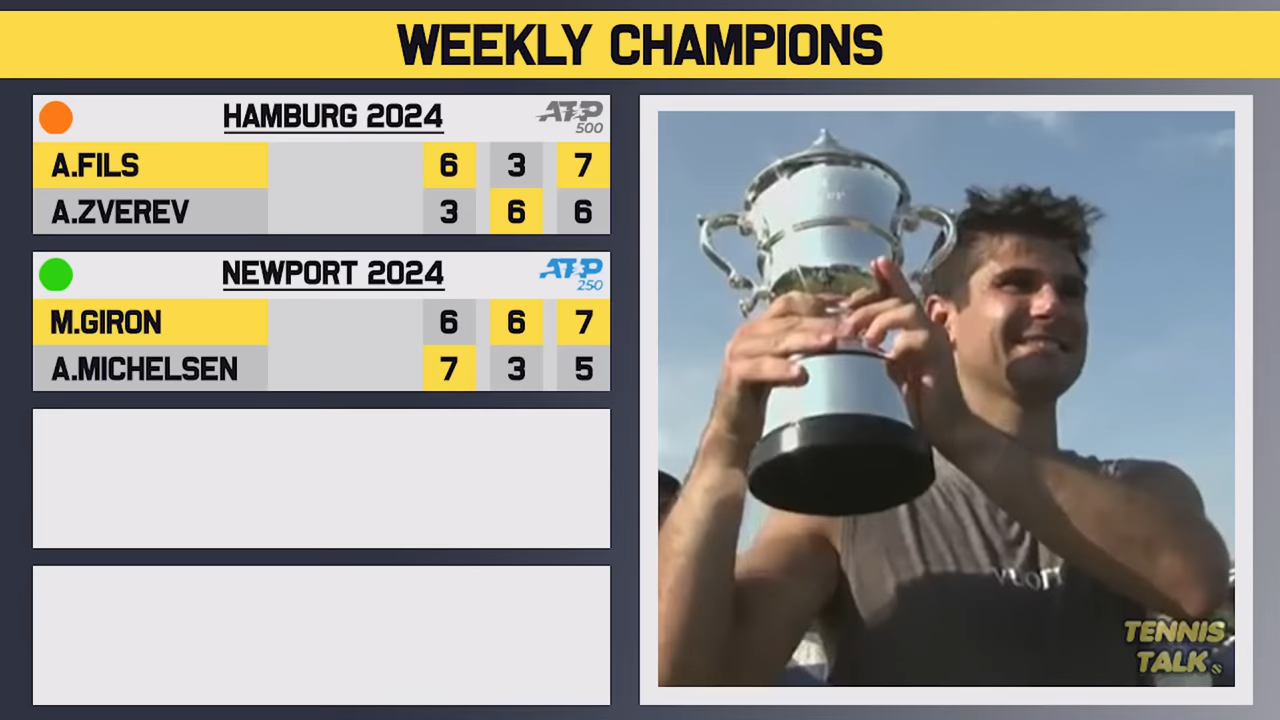 WEEKLY CHAMPIONS
HAMBURG 2024 ATP 500
A.FILS 6 3 7
A.ZVEREV 3 6 6
NEWPORT 2024 ATP 250
M.GIRON 6 6 7
A.MICHELSEN 7 3 5
TENNIS
TALK